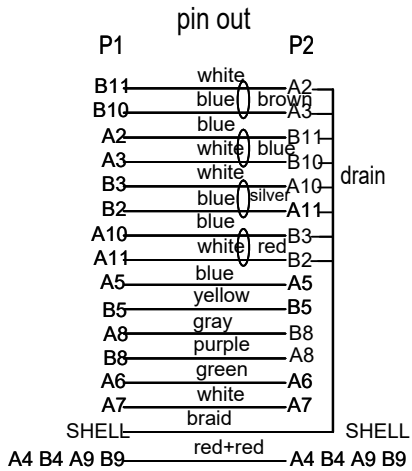 pin out
P1 P2
B11 white A2
B10 blue brown A3
A2 blue B11
A3 white blue B10
drain
B3 white A10
B2 blue silver A11
A10 blue B3
A11 white red B2
A5 blue A5
B5 yellow B5
A8 gray B8
B8 purple A8
A6 green A6
A7 white A7
SHELL braid SHELL
A4 B4 A9 B9 red+red A4 B4 A9 B9